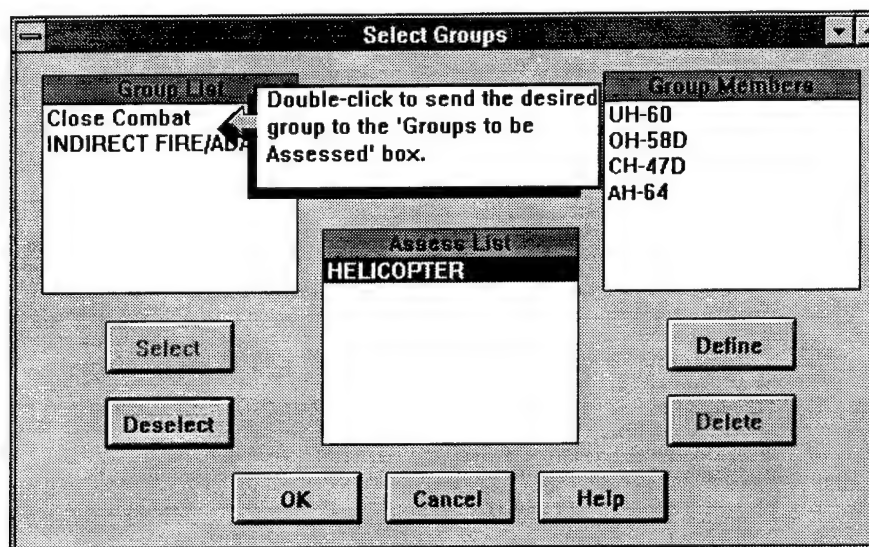 Select Groups
Group List
Close Combat
INDIRECT FIRE/ADA
Double-click to send the desired
group to the 'Groups to be
Assessed' box.
Group Members
UH-60
OH-58D
CH-47D
AH-64
Assess List
HELICOPTER
Select
Deselect
Define
Delete
OK
Cancel
Help